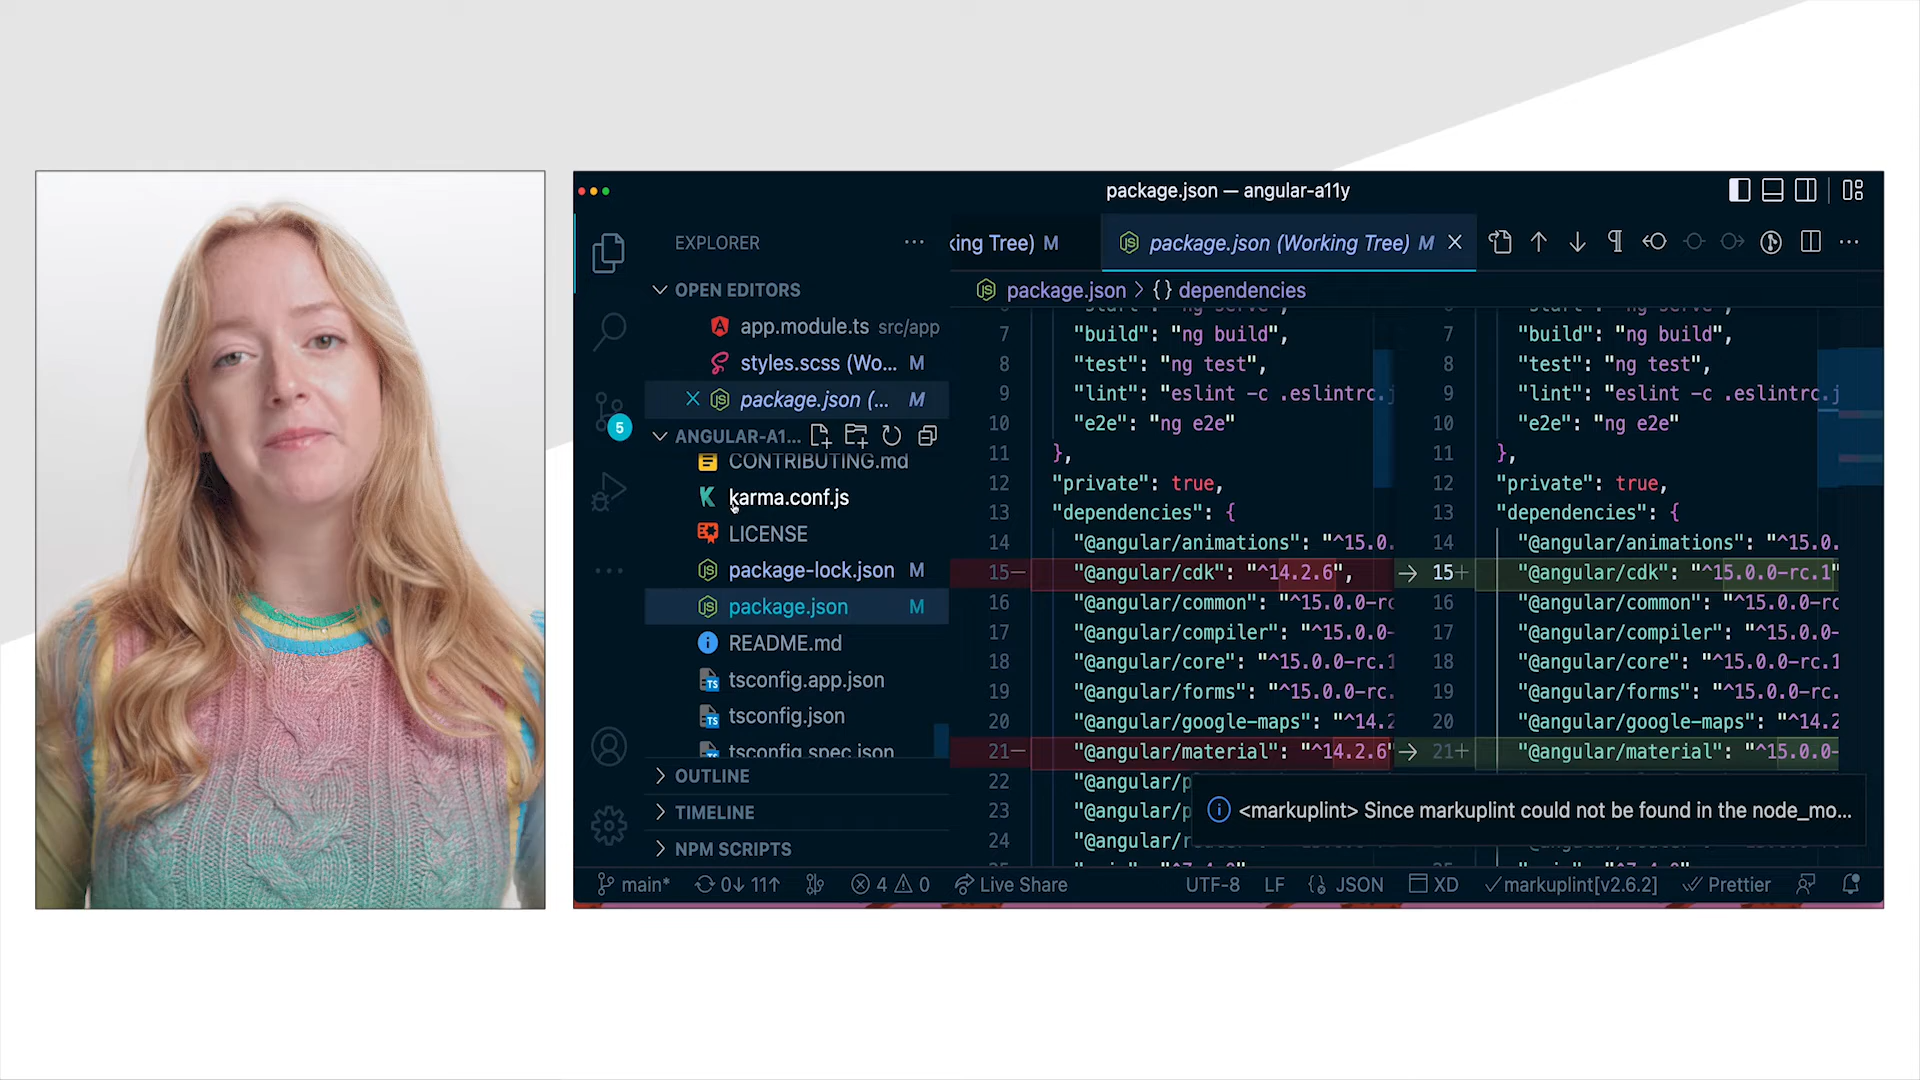 package.json — angular-a11y
EXPLORER
OPEN EDITORS
app.module.ts src/app
styles.scss (Wo... M
package.json (... M
ANGULAR-A1...
CONTRIBUTING.md
karma.conf.js
LICENSE
package-lock.json M
package.json M
README.md
tsconfig.app.json
tsconfig.json
tsconfig.spec.json
OUTLINE
TIMELINE
NPM SCRIPTS
5
king Tree) M
package.json (Working Tree) M
package.json > {} dependencies
7 "build": "ng build",
8 "test": "ng test",
9 "lint": "eslint -c .eslintrc.j
10 "e2e": "ng e2e"
11 },
12 "private": true,
13 "dependencies": {
14 "@angular/animations": "^15.0.
15— "@angular/cdk": "^14.2.6",
16 "@angular/common": "^15.0.0-rc
17 "@angular/compiler": "^15.0.0-
18 "@angular/core": "^15.0.0-rc.1
19 "@angular/forms": "^15.0.0-rc.
20 "@angular/google-maps": "^14.2
21— "@angular/material": "^14.2.6"
22 "@angular/p
23 "@angular/p
24 "@angular/
7 "build": "ng build",
8 "test": "ng test",
9 "lint": "eslint -c .eslintrc.j
10 "e2e": "ng e2e"
11 },
12 "private": true,
13 "dependencies": {
14 "@angular/animations": "^15.0.
→ 15+ "@angular/cdk": "^15.0.0-rc.1"
16 "@angular/common": "^15.0.0-rc
17 "@angular/compiler": "^15.0.0-
18 "@angular/core": "^15.0.0-rc.1
19 "@angular/forms": "^15.0.0-rc.
20 "@angular/google-maps": "^14.2
→ 21+ "@angular/material": "^15.0.0-
<markuplint> Since markuplint could not be found in the node_mo...
main* 0↓ 11↑ 4 0 Live Share UTF-8 LF {} JSON XD ✓markuplint[v2.6.2] Prettier